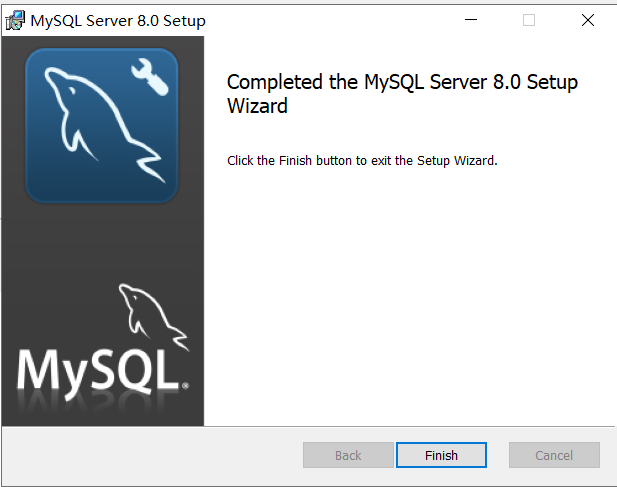 MySQL Server 8.0 Setup
Completed the MySQL Server 8.0 Setup
Wizard
Click the Finish button to exit the Setup Wizard.
MySQL®
Back
Finish
Cancel